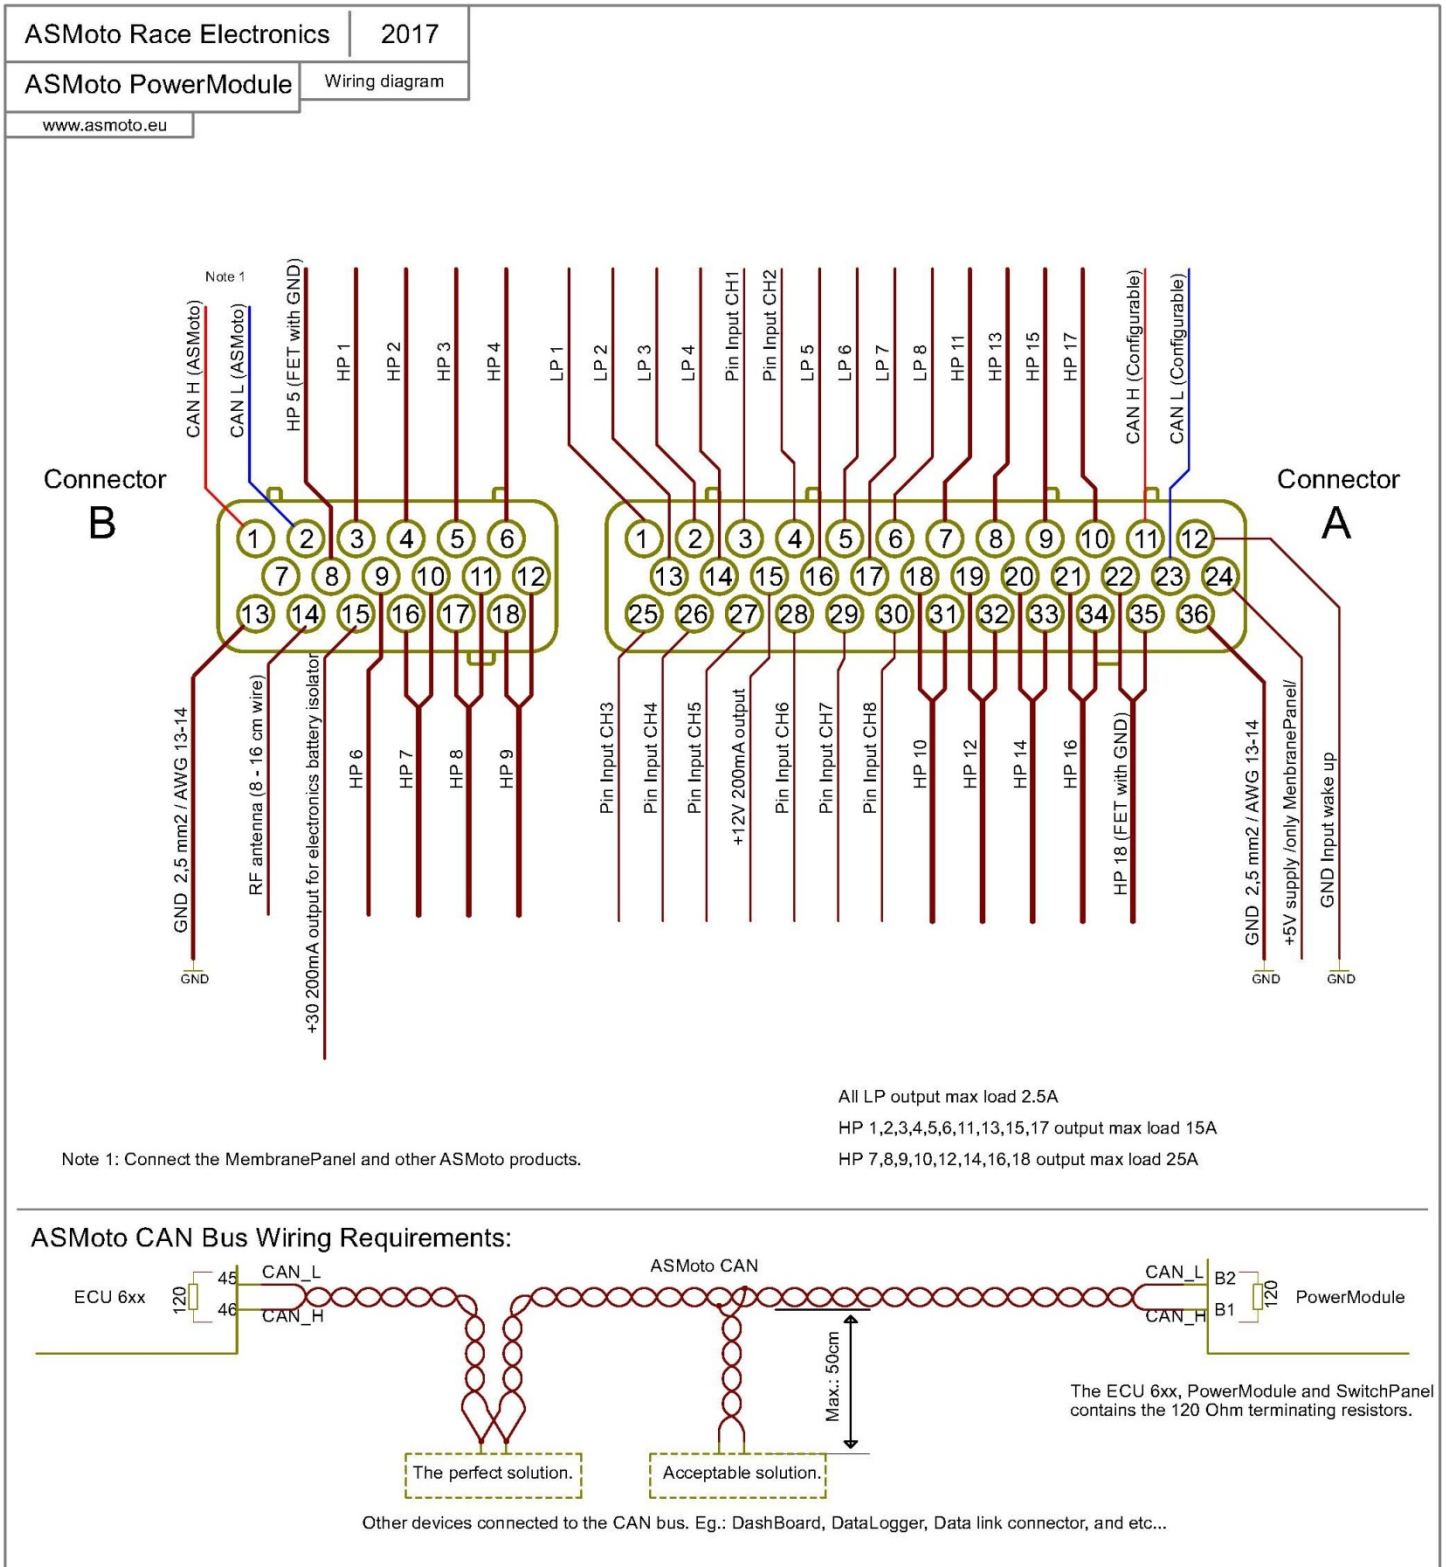 ASMoto Race Electronics 2017
ASMoto PowerModule Wiring diagram
www.asmoto.eu
Note 1
CAN H (ASMoto)
CAN L (ASMoto)
HP 5 (FET with GND)
HP 1
HP 2
HP 3
HP 4
LP 1
LP 2
LP 3
LP 4
Pin Input CH1
Pin Input CH2
LP 5
LP 6
LP 7
LP 8
HP 11
HP 13
HP 15
HP 17
CAN H (Configurable)
CAN L (Configurable)
Connector
B
Connector
A
1 2 3 4 5 6
7 8 9 10 11 12
13 14 15 16 17 18
1 2 3 4 5 6 7 8 9 10 11 12
13 14 15 16 17 18 19 20 21 22 23 24
25 26 27 28 29 30 31 32 33 34 35 36
GND 2,5 mm2 / AWG 13-14
GND
RF antenna (8 - 16 cm wire)
+30 200mA output for electronics battery isolator
HP 6
HP 7
HP 8
HP 9
Pin Input CH3
Pin Input CH4
Pin Input CH5
+12V 200mA output
Pin Input CH6
Pin Input CH7
Pin Input CH8
HP 10
HP 12
HP 14
HP 16
HP 18 (FET with GND)
GND 2,5 mm2 / AWG 13-14
GND
+5V supply /only MenbranePanel/
GND Input wake up
GND
All LP output max load 2.5A
HP 1,2,3,4,5,6,11,13,15,17 output max load 15A
HP 7,8,9,10,12,14,16,18 output max load 25A
Note 1: Connect the MembranePanel and other ASMoto products.
ASMoto CAN Bus Wiring Requirements:
ECU 6xx
120
45
46
CAN_L
CAN_H
ASMoto CAN
Max.: 50cm
CAN_L
CAN_H
B2
B1
120
PowerModule
The ECU 6xx, PowerModule and SwitchPanel
contains the 120 Ohm terminating resistors.
The perfect solution.
Acceptable solution.
Other devices connected to the CAN bus. Eg.: DashBoard, DataLogger, Data link connector, and etc...